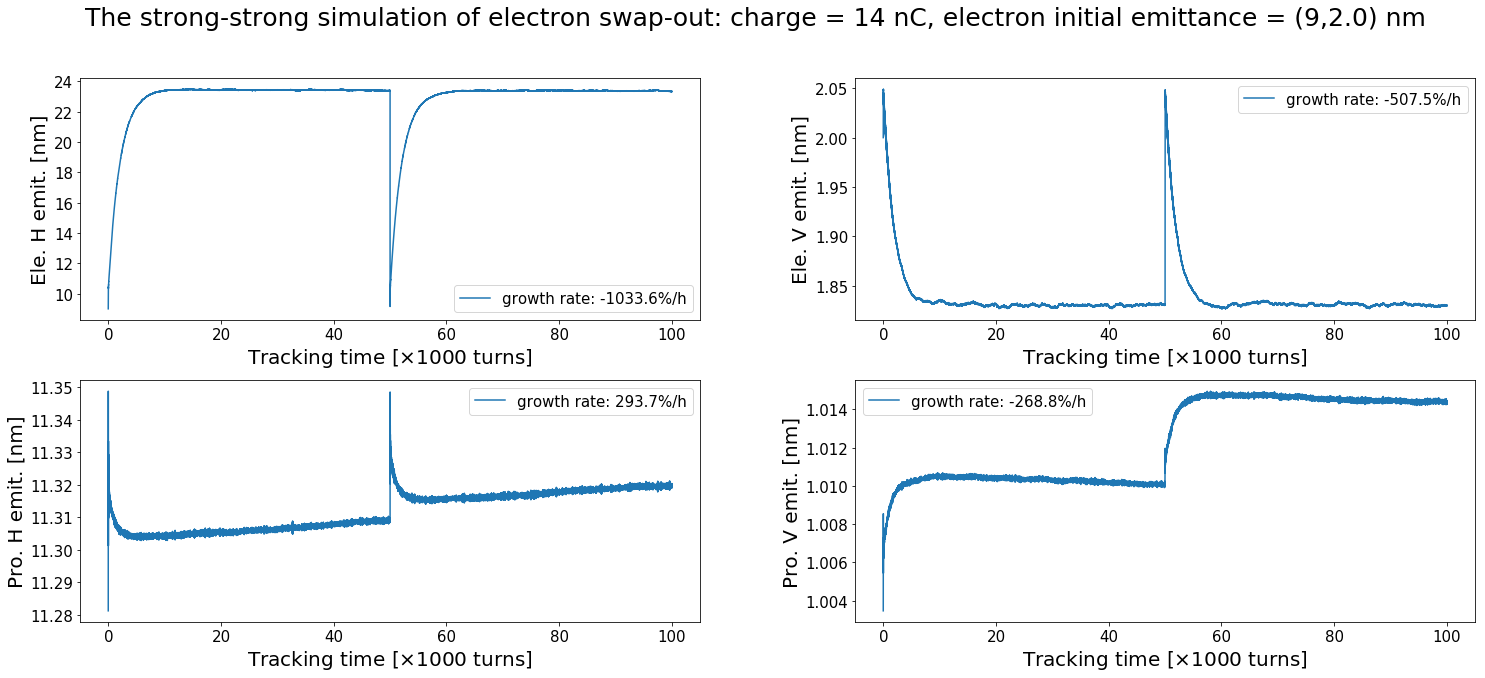 The strong-strong simulation of electron swap-out: charge = 14 nC, electron initial emittance = (9,2.0) nm
Ele. H emit. [nm]
24
22
20
18
16
14
12
10
growth rate: -1033.6%/h
0 20 40 60 80 100
Tracking time [×1000 turns]
Ele. V emit. [nm]
2.05
2.00
1.95
1.90
1.85
growth rate: -507.5%/h
0 20 40 60 80 100
Tracking time [×1000 turns]
Pro. H emit. [nm]
11.35
11.34
11.33
11.32
11.31
11.30
11.29
11.28
growth rate: 293.7%/h
0 20 40 60 80 100
Tracking time [×1000 turns]
Pro. V emit. [nm]
1.014
1.012
1.010
1.008
1.006
1.004
growth rate: -268.8%/h
0 20 40 60 80 100
Tracking time [×1000 turns]